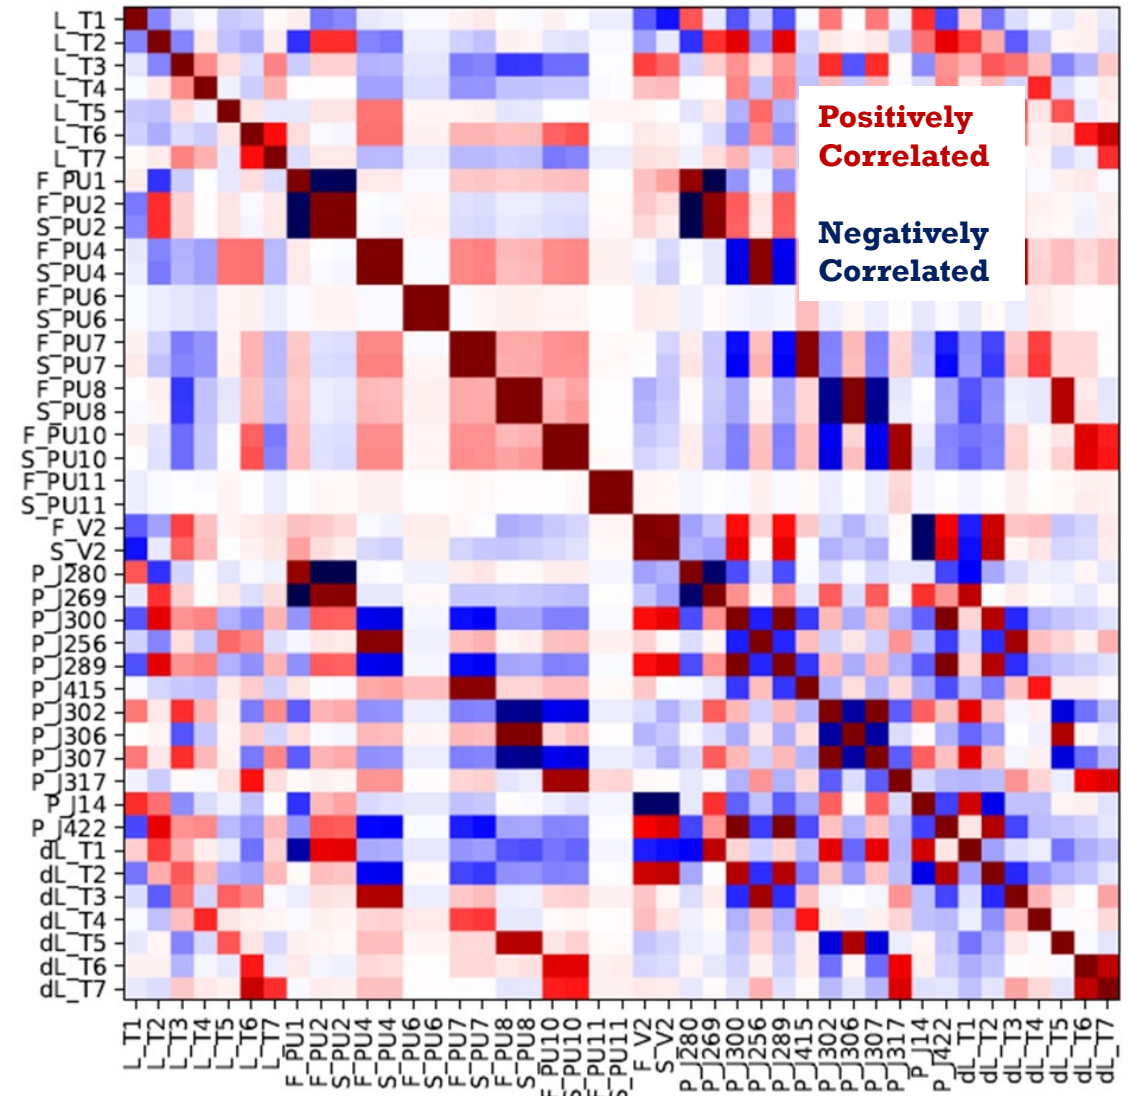 L_T1
L_T2
L_T3
L_T4
L_T5
L_T6
L_T7
F_PU1
F_PU2
S_PU2
F_PU4
S_PU4
F_PU6
S_PU6
F_PU7
S_PU7
F_PU8
S_PU8
F_PU10
S_PU10
F_PU11
S_PU11
F_V2
S_V2
P_J280
P_J269
P_J300
P_J256
P_J289
P_J415
P_J302
P_J306
P_J307
P_J317
P_J14
P_J422
dL_T1
dL_T2
dL_T3
dL_T4
dL_T5
dL_T6
dL_T7
Positively
Correlated
Negatively
Correlated
L_T1
L_T2
L_T3
L_T4
L_T5
L_T6
L_T7
F_PU1
F_PU2
S_PU2
F_PU4
S_PU4
F_PU6
S_PU6
F_PU7
S_PU7
F_PU8
S_PU8
F_PU10
S_PU10
F_PU11
S_PU11
F_V2
S_V2
P_J280
P_J269
P_J300
P_J256
P_J289
P_J415
P_J302
P_J306
P_J307
P_J317
P_J14
P_J422
dL_T1
dL_T2
dL_T3
dL_T4
dL_T5
dL_T6
dL_T7